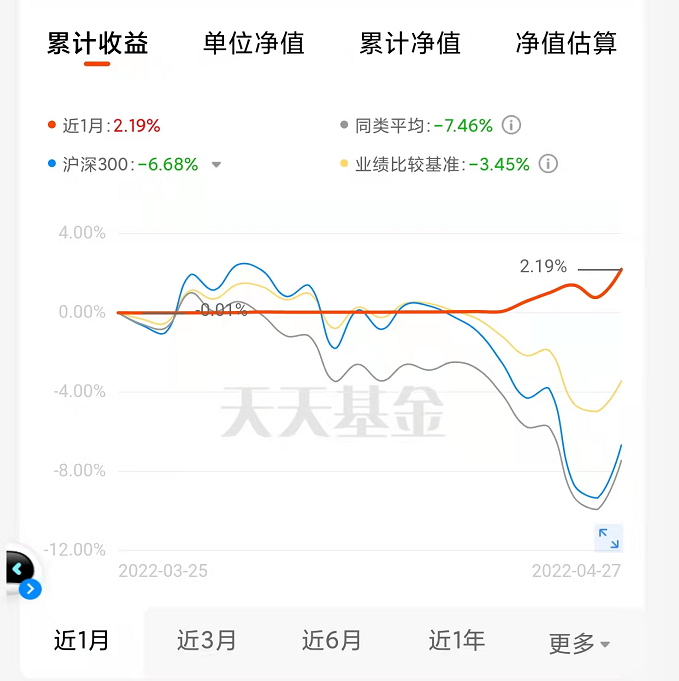 累计收益 单位净值 累计净值 净值估算
近1月:2.19% 同类平均:-7.46%
沪深300:-6.68% 业绩比较基准:-3.45%
4.00%
2.19%
0.00%
-0.01%
-4.00%
天天基金
-8.00%
-12.00%
2022-03-25 2022-04-27
近1月 近3月 近6月 近1年 更多